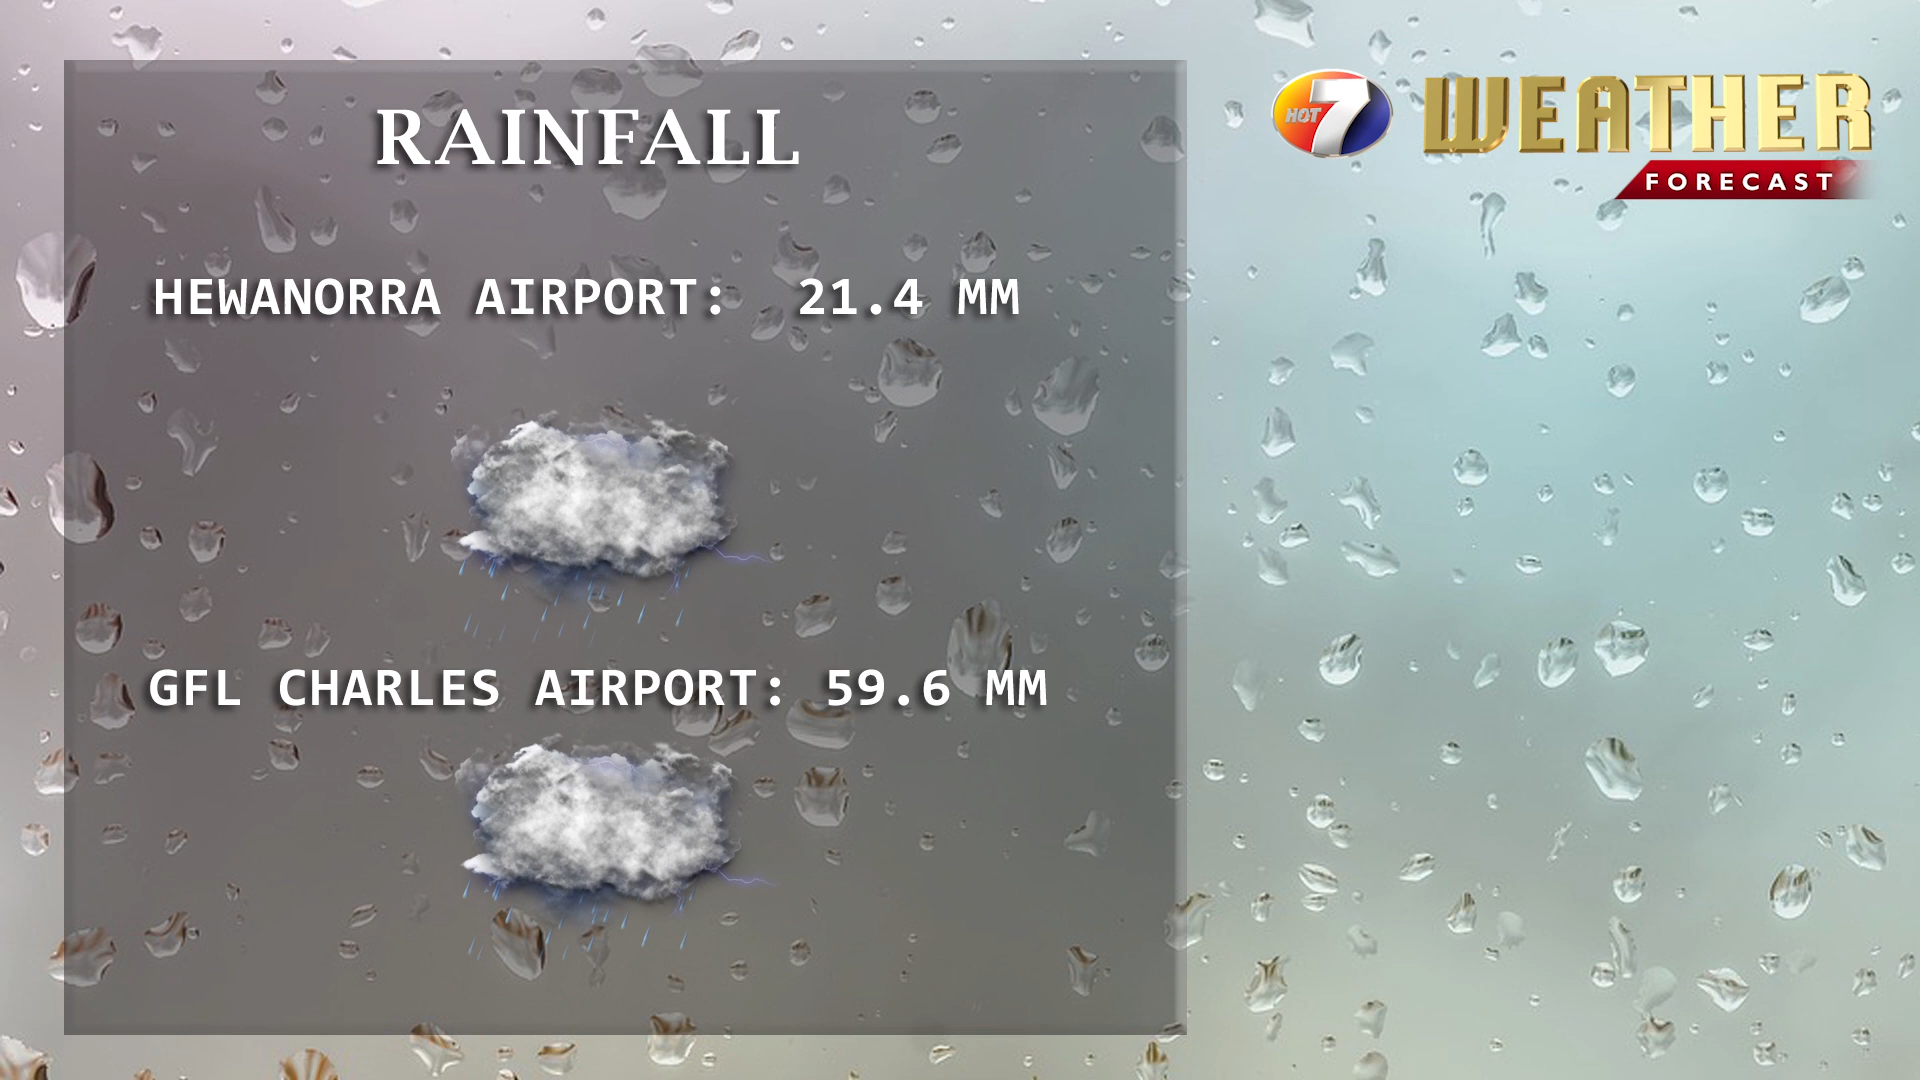 RAINFALL
HEWANORRA AIRPORT: 21.4 MM
GFL CHARLES AIRPORT: 59.6 MM
HOT 7 WEATHER
FORECAST